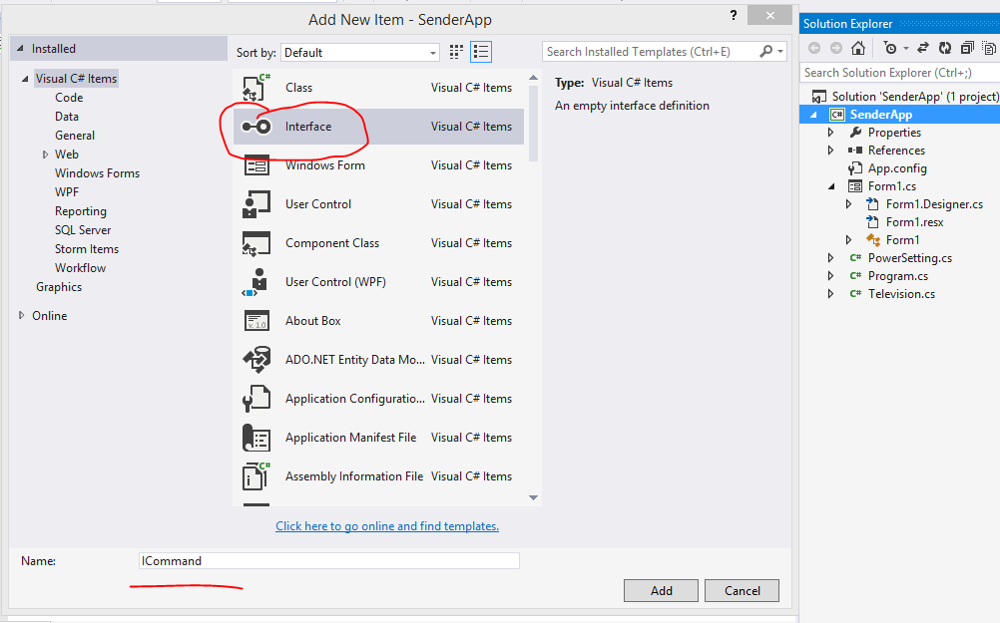 Add New Item - SenderApp
?
Installed
Visual C# Items
Code
Data
General
Web
Windows Forms
WPF
Reporting
SQL Server
Storm Items
Workflow
Graphics
Online
Sort by: Default
Class Visual C# Items
Interface Visual C# Items
Windows Form Visual C# Items
User Control Visual C# Items
Component Class Visual C# Items
User Control (WPF) Visual C# Items
About Box Visual C# Items
ADO.NET Entity Data Mo... Visual C# Items
Application Configuratio... Visual C# Items
Application Manifest File Visual C# Items
Assembly Information File Visual C# Items
Click here to go online and find templates.
Search Installed Templates (Ctrl+E)
Type: Visual C# Items
An empty interface definition
Name: ICommand
Add Cancel
Solution Explorer
Search Solution Explorer (Ctrl+;)
Solution 'SenderApp' (1 project)
C# SenderApp
Properties
References
App.config
Form1.cs
Form1.Designer.cs
Form1.resx
Form1
C# PowerSetting.cs
C# Program.cs
C# Television.cs